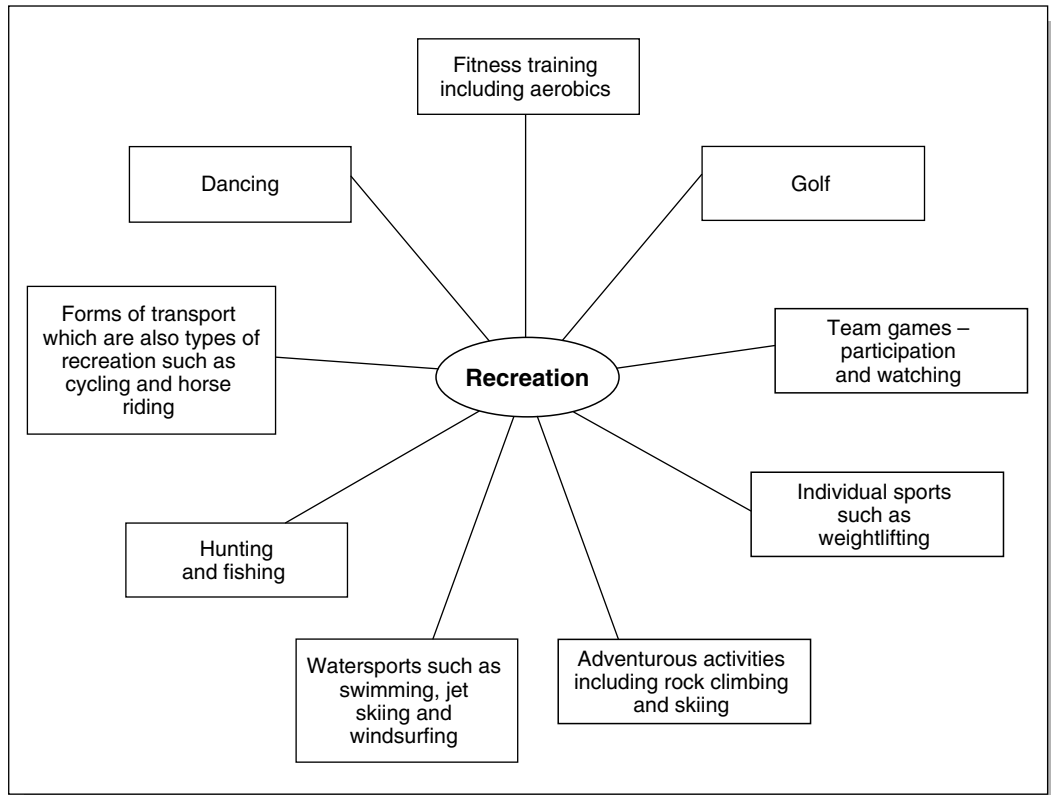 Fitness training
including aerobics
Dancing
Golf
Forms of transport
which are also types of
recreation such as
cycling and horse
riding
Team games –
participation
and watching
Recreation
Individual sports
such as
weightlifting
Hunting
and fishing
Watersports such as
swimming, jet
skiing and
windsurfing
Adventurous activities
including rock climbing
and skiing